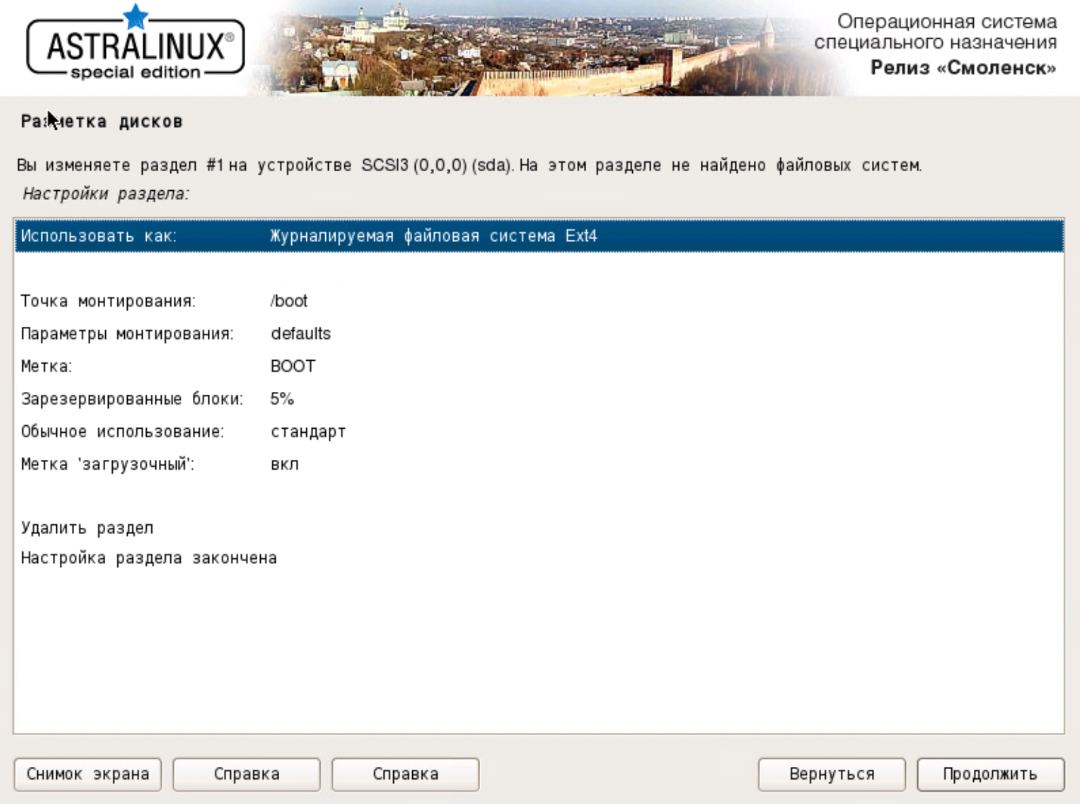 ASTRALINUX®
special edition
Операционная система
специального назначения
Релиз «Смоленск»
Разметка дисков
Вы изменяете раздел #1 на устройстве SCSI3 (0,0,0) (sda). На этом разделе не найдено файловых систем.
Настройки раздела:
Использовать как: Журналируемая файловая система Ext4
Точка монтирования: /boot
Параметры монтирования: defaults
Метка: BOOT
Зарезервированные блоки: 5%
Обычное использование: стандарт
Метка 'загрузочный': вкл
Удалить раздел
Настройка раздела закончена
Снимок экрана Справка Справка Вернуться Продолжить